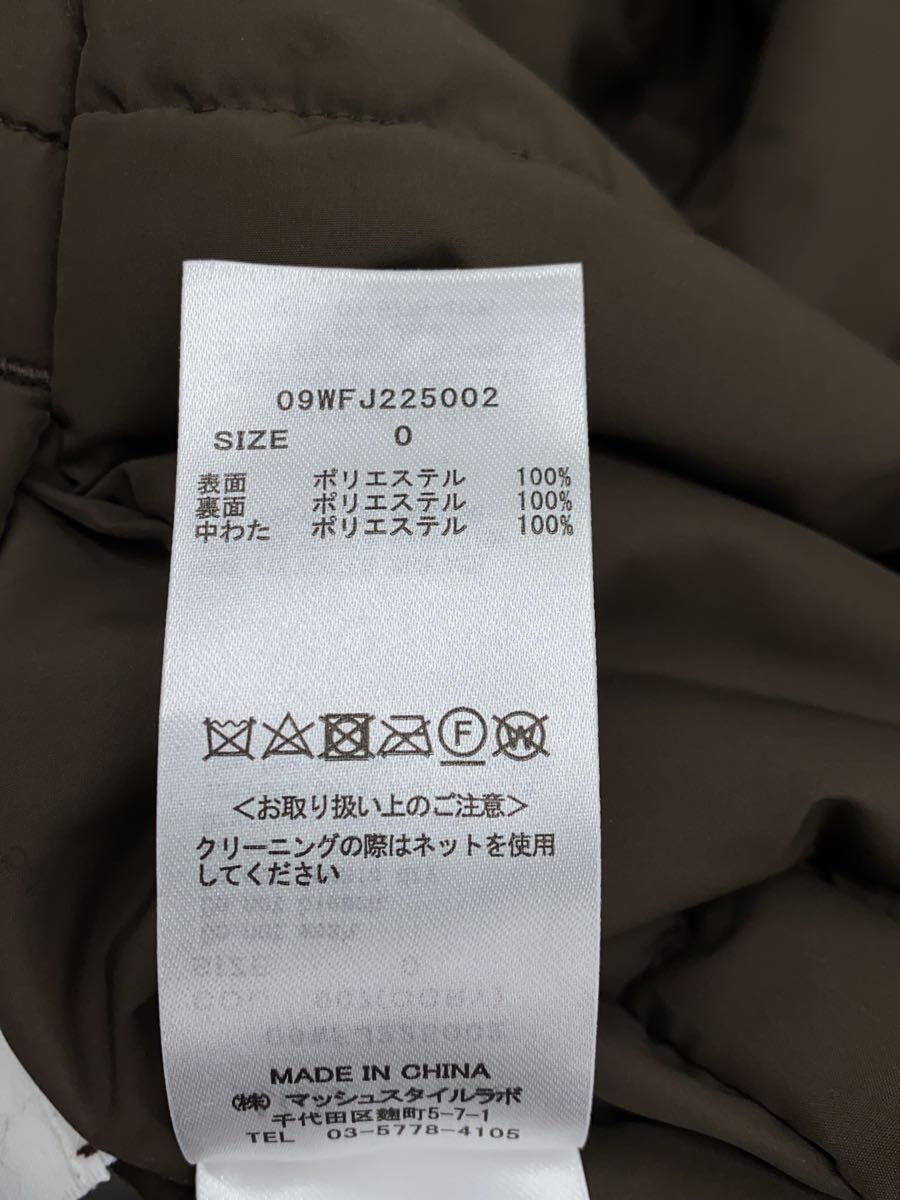 09WFJ225002
SIZE 0
表面 ポリエステル 100%
裏面 ポリエステル 100%
中わた ポリエステル 100%
F W
<お取り扱い上のご注意>
クリーニングの際はネットを使用
してください
MADE IN CHINA
(株) マッシュスタイルラボ
千代田区麹町5-7-1
TEL 03-5778-4105